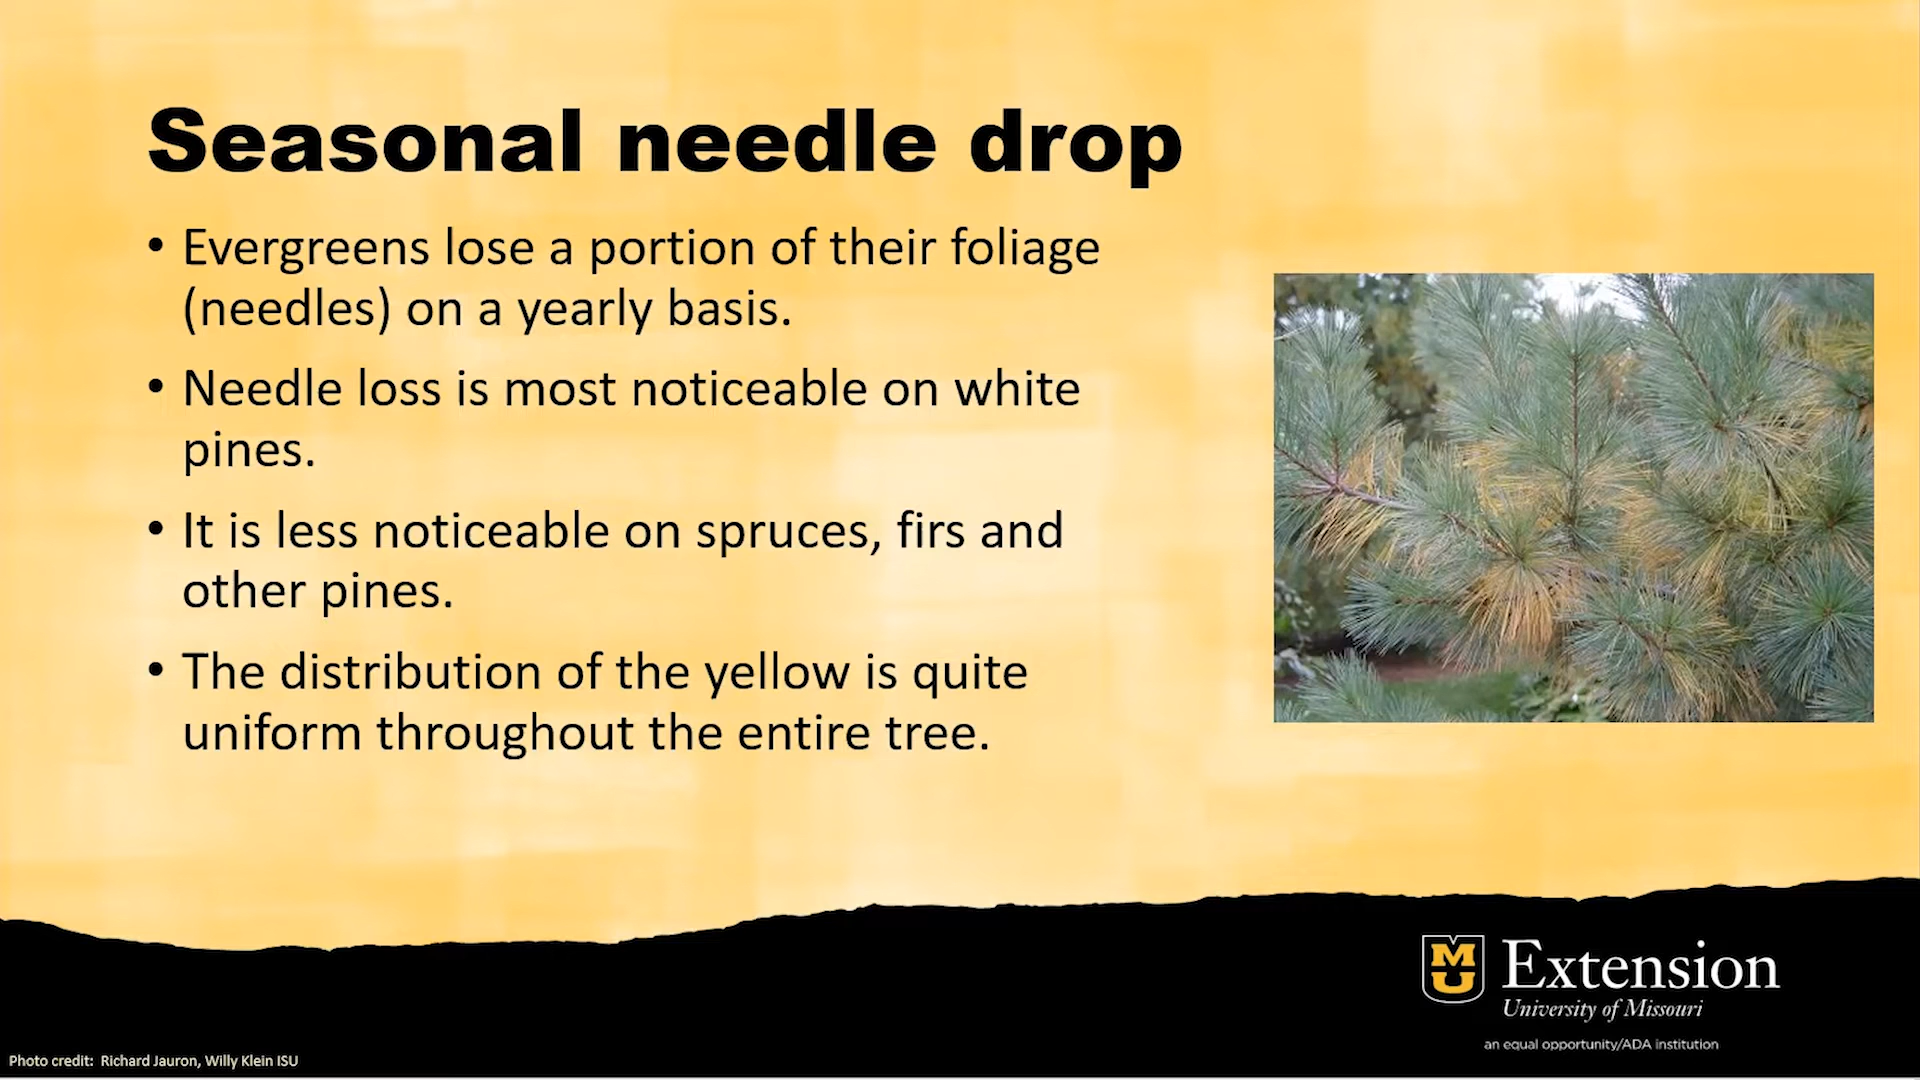 Seasonal needle drop
• Evergreens lose a portion of their foliage
(needles) on a yearly basis.
• Needle loss is most noticeable on white
pines.
• It is less noticeable on spruces, firs and
other pines.
• The distribution of the yellow is quite
uniform throughout the entire tree.
MU
Extension
University of Missouri
an equal opportunity/ADA institution
Photo credit: Richard Jauron, Willy Klein ISU